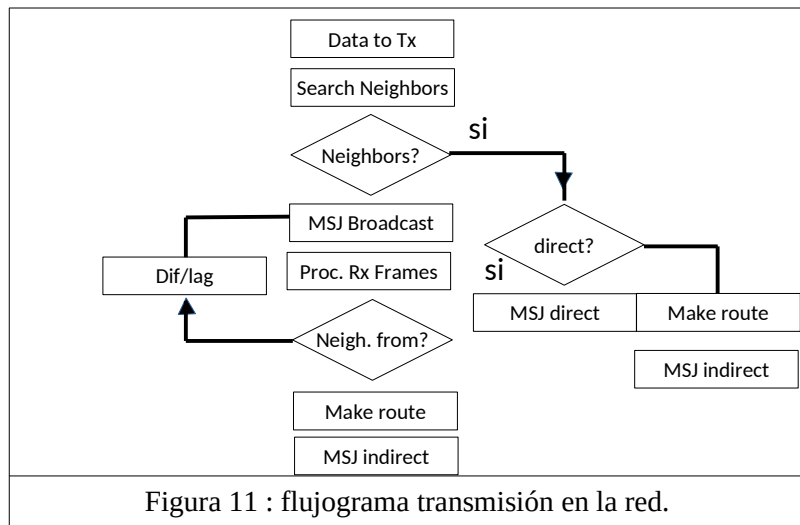 Data to Tx
Search Neighbors
si
Neighbors?
MSJ Broadcast
direct?
si
Dif/lag
Proc. Rx Frames
MSJ direct
Make route
Neigh. from?
MSJ indirect
Make route
MSJ indirect
Figura 11 : flujograma transmisión en la red.